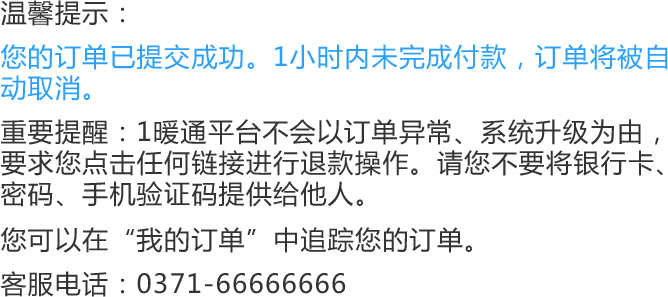 温馨提示：
您的订单已提交成功。1小时内未完成付款，订单将被自
动取消。
重要提醒：1暖通平台不会以订单异常、系统升级为由，
要求您点击任何链接进行退款操作。请您不要将银行卡、
密码、手机验证码提供给他人。
您可以在“我的订单”中追踪您的订单。
客服电话：0371-66666666